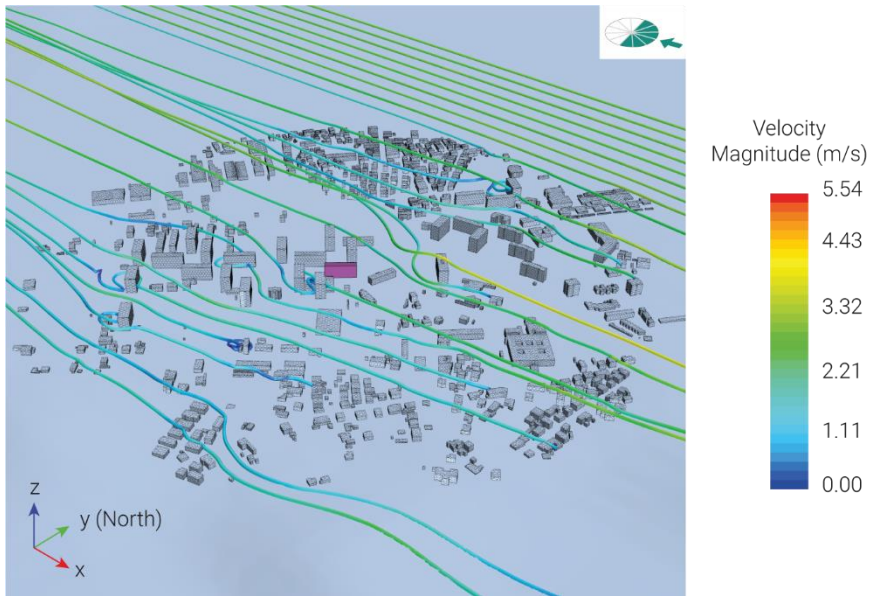 Velocity
Magnitude (m/s)
5.54
4.43
3.32
2.21
1.11
0.00
z
y (North)
x